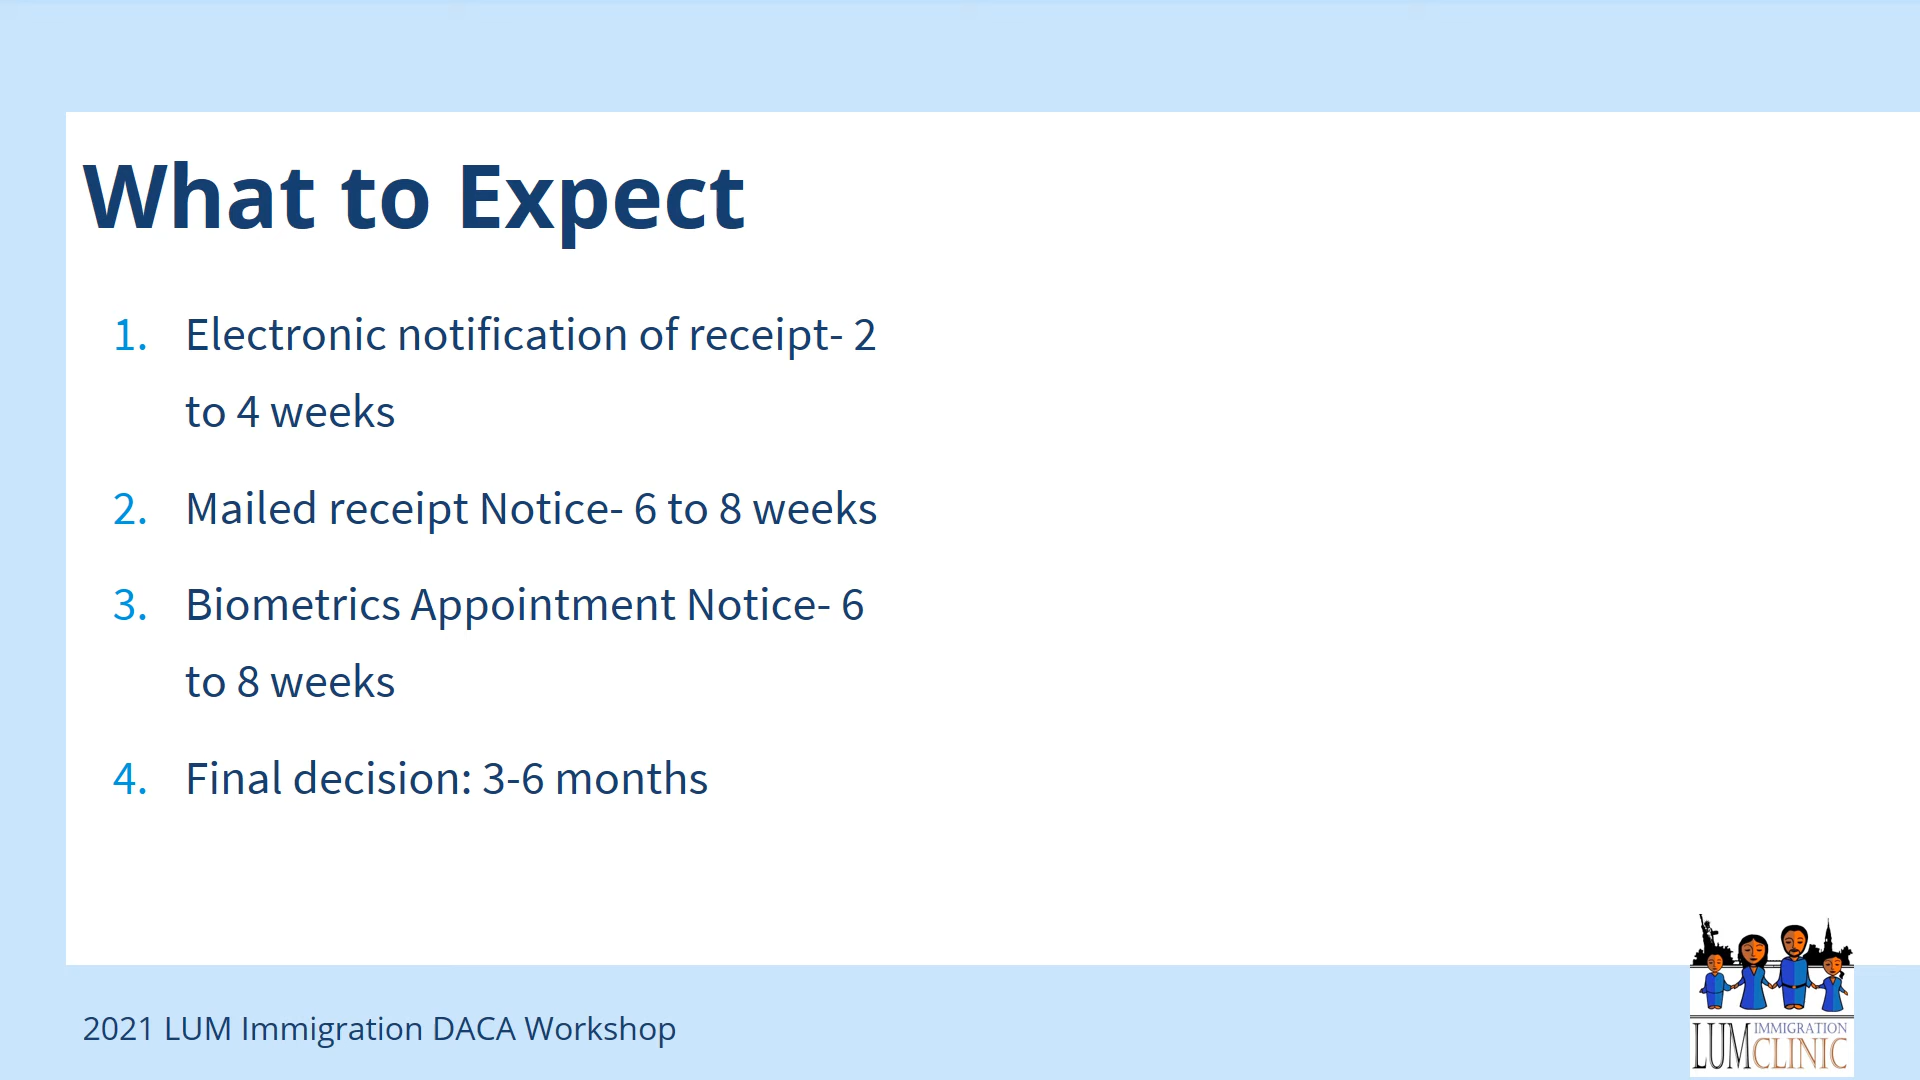 What to Expect
1. Electronic notification of receipt- 2
to 4 weeks
2. Mailed receipt Notice- 6 to 8 weeks
3. Biometrics Appointment Notice- 6
to 8 weeks
4. Final decision: 3-6 months
2021 LUM Immigration DACA Workshop
LUM IMMIGRATION
CLINIC